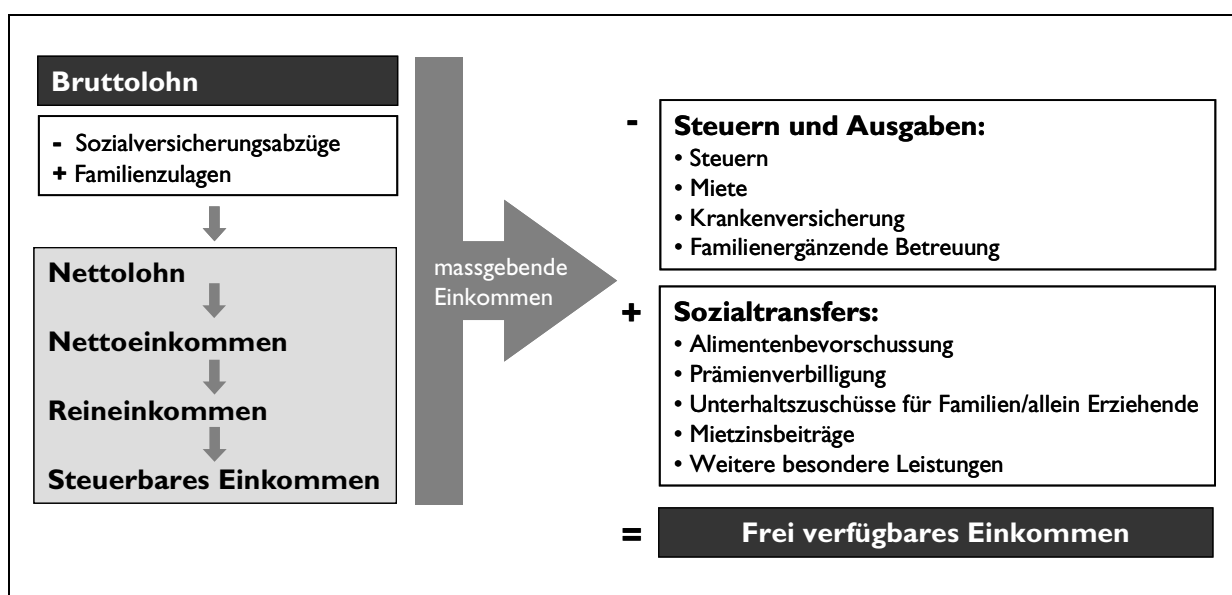 Bruttolohn
- Sozialversicherungsabzüge
+ Familienzulagen
Nettolohn
Nettoeinkommen
Reineinkommen
Steuerbares Einkommen
massgebende
Einkommen
- Steuern und Ausgaben:
• Steuern
• Miete
• Krankenversicherung
• Familienergänzende Betreuung
+ Sozialtransfers:
• Alimentenbevorschussung
• Prämienverbilligung
• Unterhaltszuschüsse für Familien/allein Erziehende
• Mietzinsbeiträge
• Weitere besondere Leistungen
= Frei verfügbares Einkommen